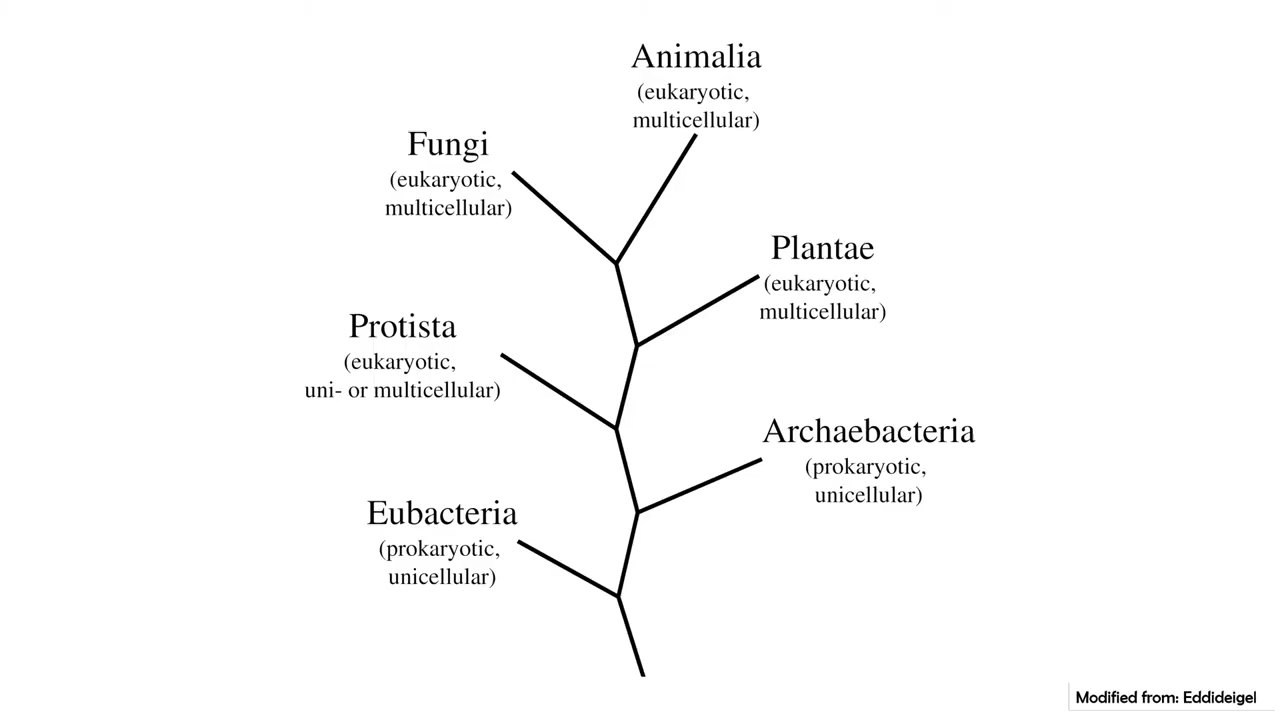 Animalia
(eukaryotic,
multicellular)
Fungi
(eukaryotic,
multicellular)
Plantae
(eukaryotic,
multicellular)
Protista
(eukaryotic,
uni- or multicellular)
Archaebacteria
(prokaryotic,
unicellular)
Eubacteria
(prokaryotic,
unicellular)
Modified from: Eddideigel